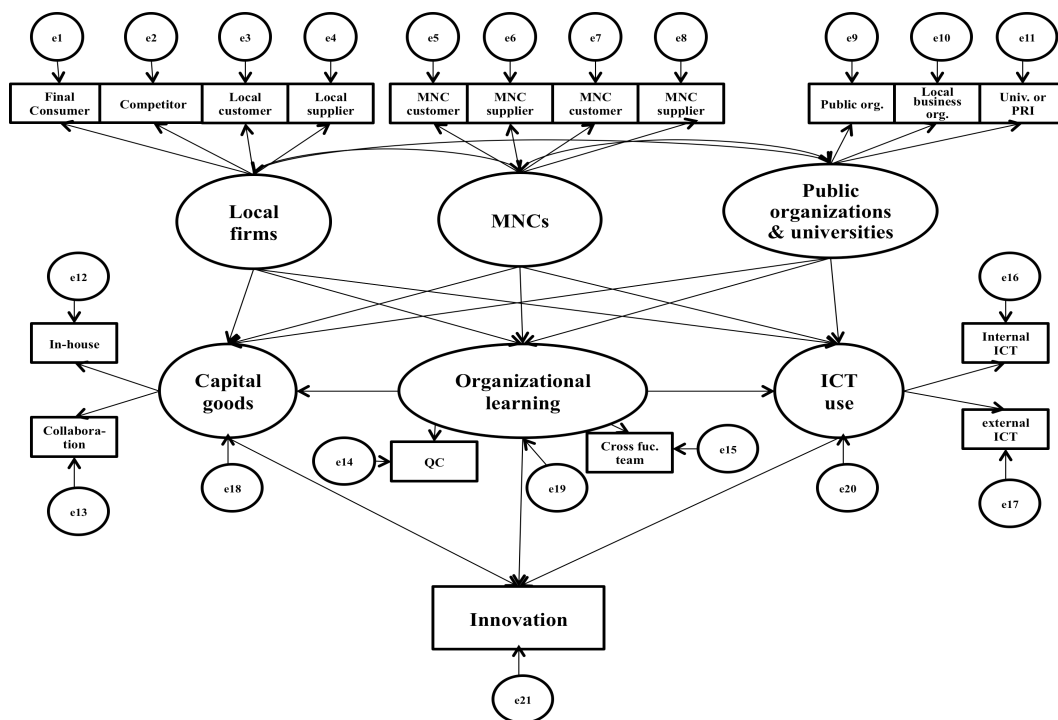 e1
e2
e3
e4
e5
e6
e7
e8
e9
e10
e11
Final
Consumer
Competitor
Local
customer
Local
supplier
MNC
customer
MNC
supplier
MNC
customer
MNC
supplier
Public org.
Local
business
org.
Univ. or
PRI
Local
firms
MNCs
Public
organizations
& universities
e12
e16
In-house
Internal
ICT
Capital
goods
Organizational
learning
ICT
use
Collabora-
tion
external
ICT
e14
QC
Cross fuc.
team
e15
e13
e18
e19
e20
e17
Innovation
e21